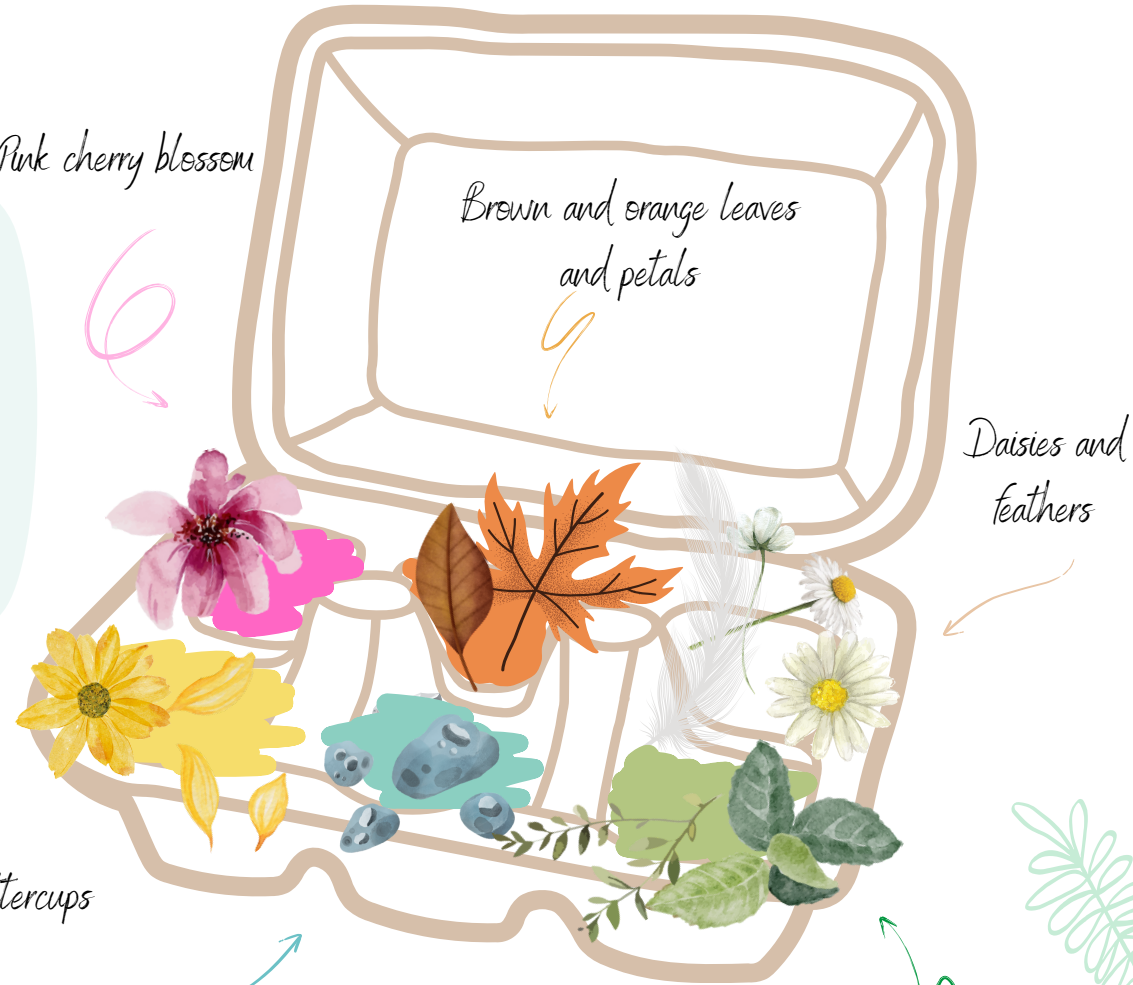 Pink cherry blossom
Brown and orange leaves
and petals
Daisies and
feathers